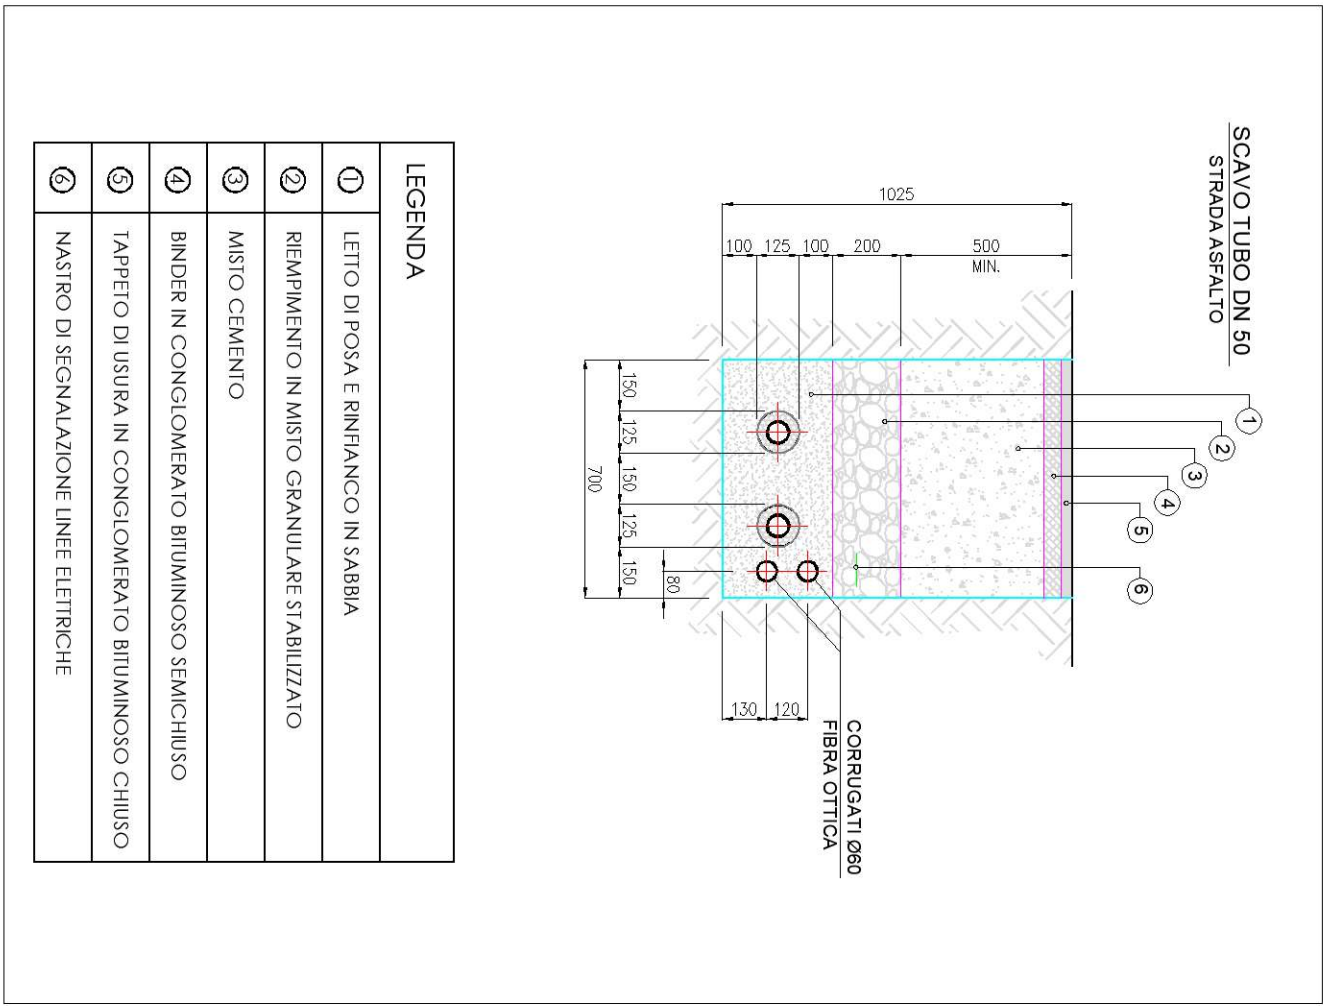 SCAVO TUBO DN 50
STRADA ASFALTO
1
2
3
4
5
6
1025
100
125
100
200
500
MIN.
150
125
150
125
150
700
80
130
120
CORRUGATI Ø60
FIBRA OTTICA
LEGENDA
1 LETTO DI POSA E RINFIANCO IN SABBIA
2 RIEMPIMENTO IN MISTO GRANULARE STABILIZZATO
3 MISTO CEMENTO
4 BINDER IN CONGLOMERATO BITUMINOSO SEMICHIUSO
5 TAPPETO DI USURA IN CONGLOMERATO BITUMINOSO CHIUSO
6 NASTRO DI SEGNALAZIONE LINEE ELETTRICHE